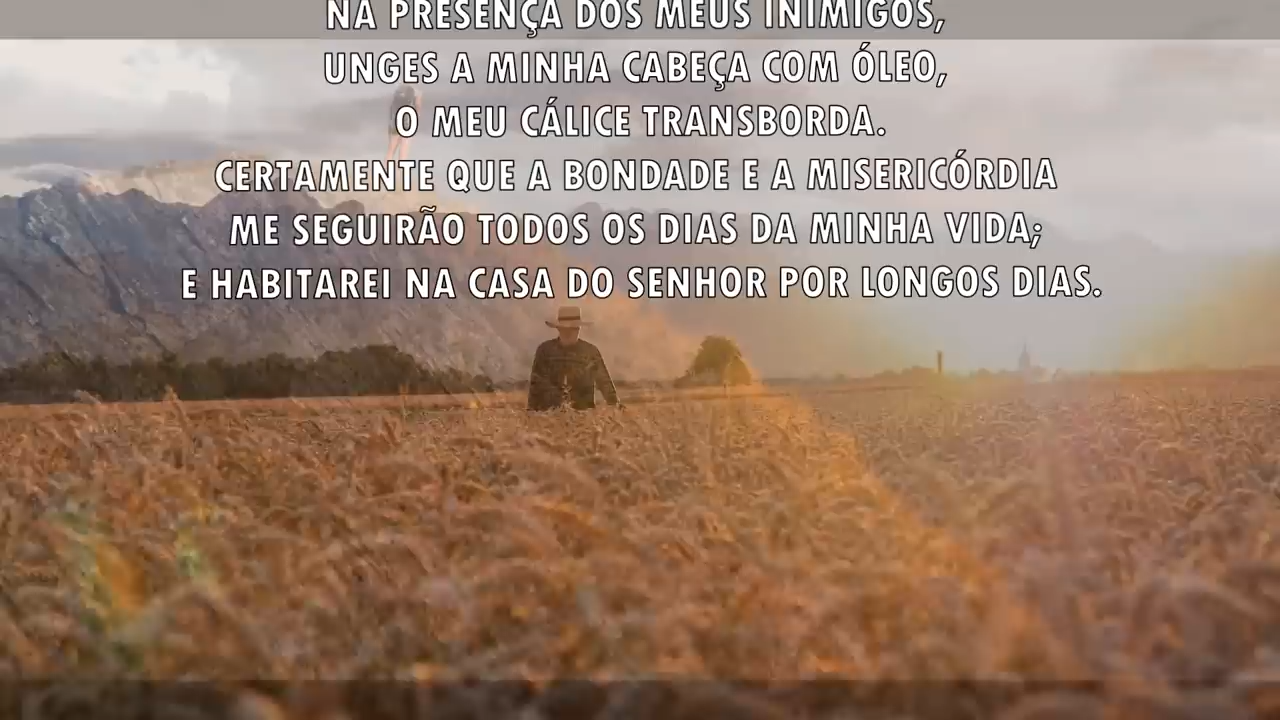 NA PRESENÇA DOS MEUS INIMIGOS,
UNGES A MINHA CABEÇA COM ÓLEO,
O MEU CÁLICE TRANSBORDA.
CERTAMENTE QUE A BONDADE E A MISERICÓRDIA
ME SEGUIRÃO TODOS OS DIAS DA MINHA VIDA;
E HABITAREI NA CASA DO SENHOR POR LONGOS DIAS.